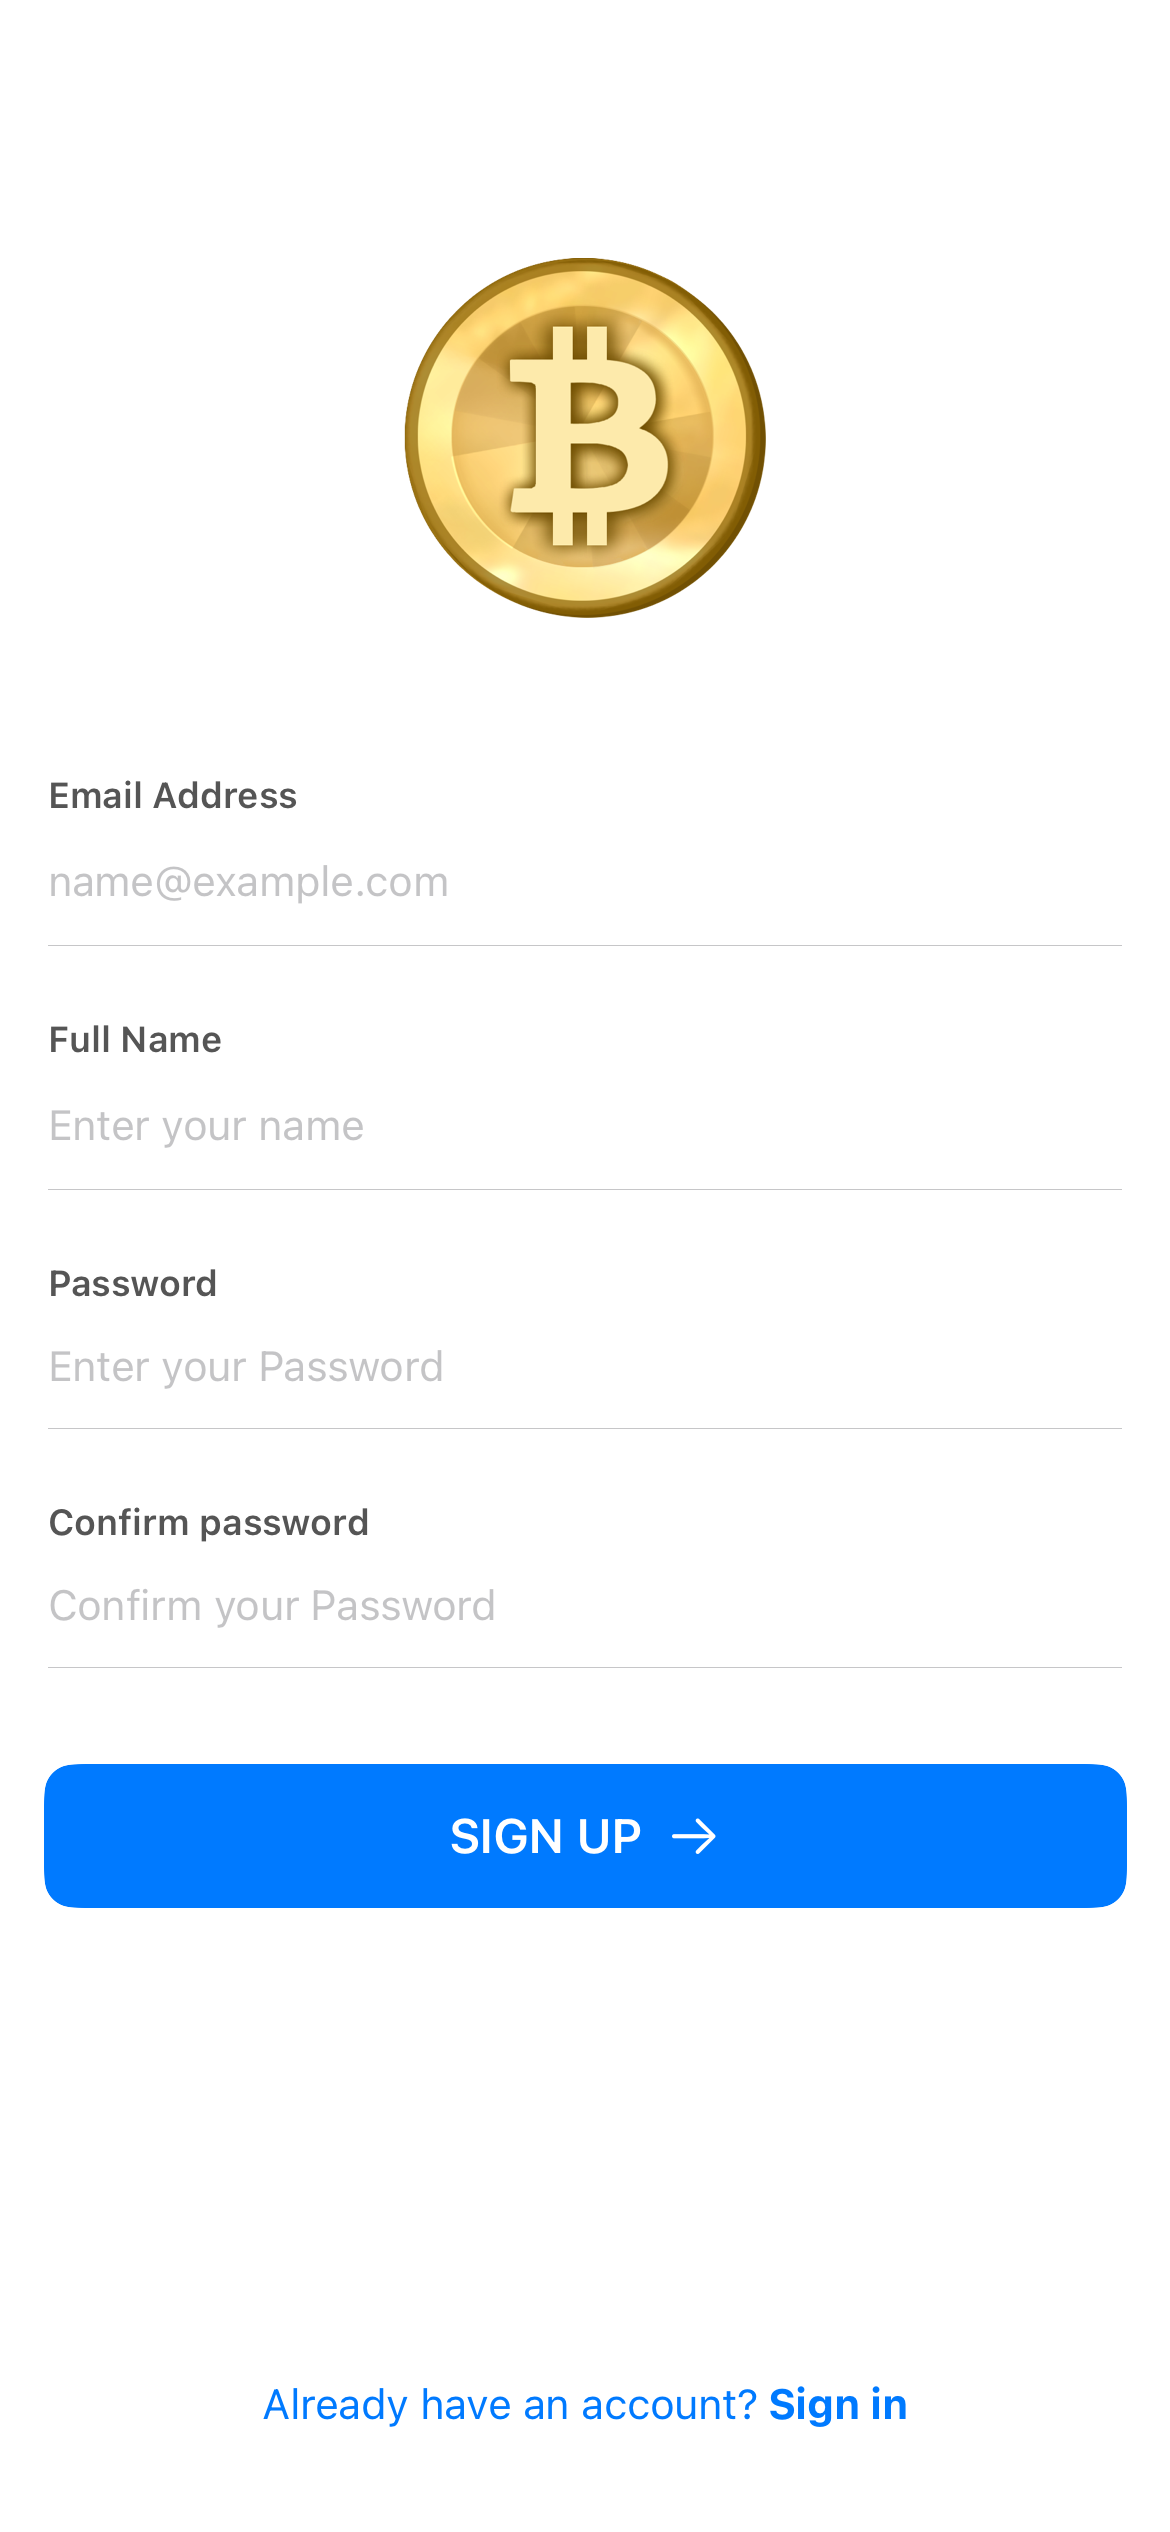 Email Address
name@example.com
Full Name
Enter your name
Password
Enter your Password
Confirm password
Confirm your Password
SIGN UP →
Already have an account? Sign in